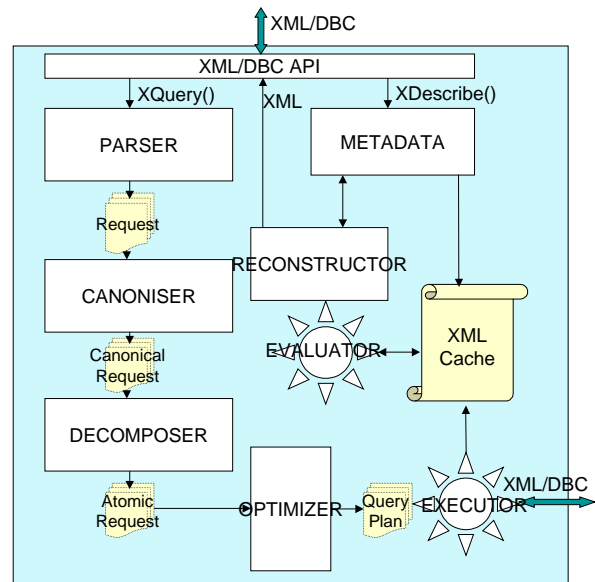 XML/DBC
XML/DBC API
XQuery()
XML
XDescribe()
PARSER
METADATA
Request
RECONSTRUCTOR
CANONISER
EVALUATOR
XML
Cache
Canonical
Request
DECOMPOSER
Atomic
Request
OPTIMIZER
Query
Plan
EXECUTOR
XML/DBC